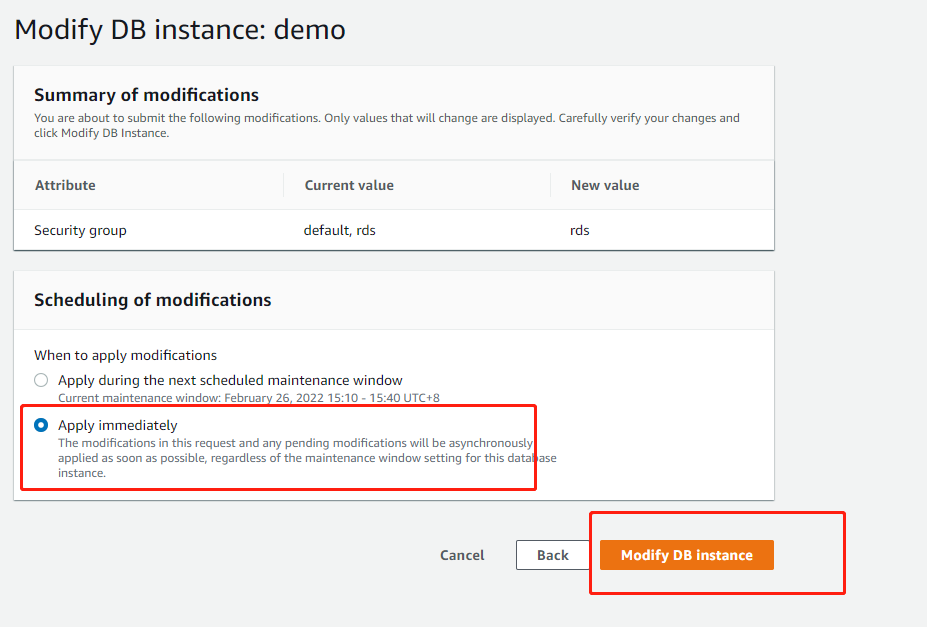 Modify DB instance: demo
Summary of modifications
You are about to submit the following modifications. Only values that will change are displayed. Carefully verify your changes and
click Modify DB Instance.
Attribute Current value New value
Security group default, rds rds
Scheduling of modifications
When to apply modifications
Apply during the next scheduled maintenance window
Current maintenance window: February 26, 2022 15:10 - 15:40 UTC+8
Apply immediately
The modifications in this request and any pending modifications will be asynchronously
applied as soon as possible, regardless of the maintenance window setting for this database
instance.
Cancel Back Modify DB instance